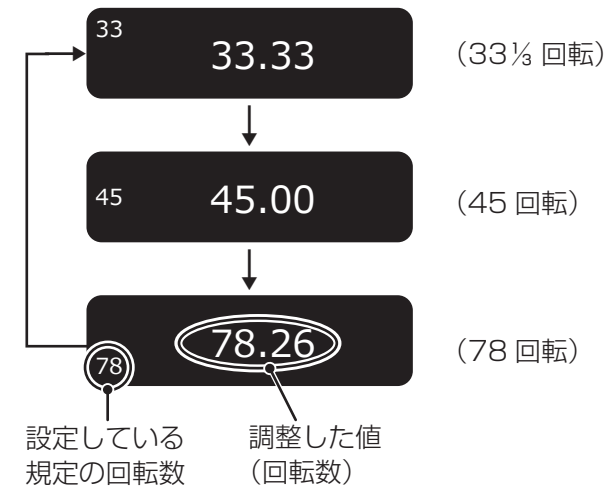 33
33.33
（33⅓ 回転）
45
45.00
（45 回転）
78.26
78
（78 回転）
設定している
規定の回転数
調整した値
（回転数）